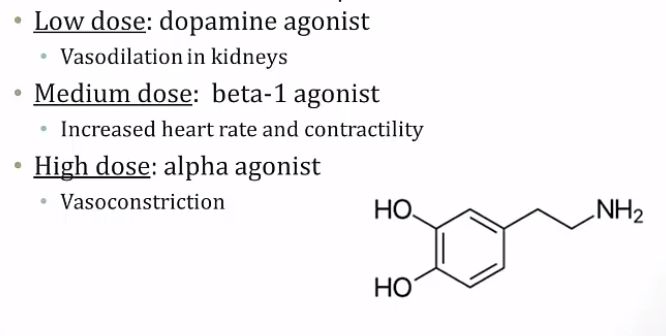 • Low dose: dopamine agonist
• Vasodilation in kidneys
• Medium dose: beta-1 agonist
• Increased heart rate and contractility
• High dose: alpha agonist
• Vasoconstriction
HO
NH₂
HO